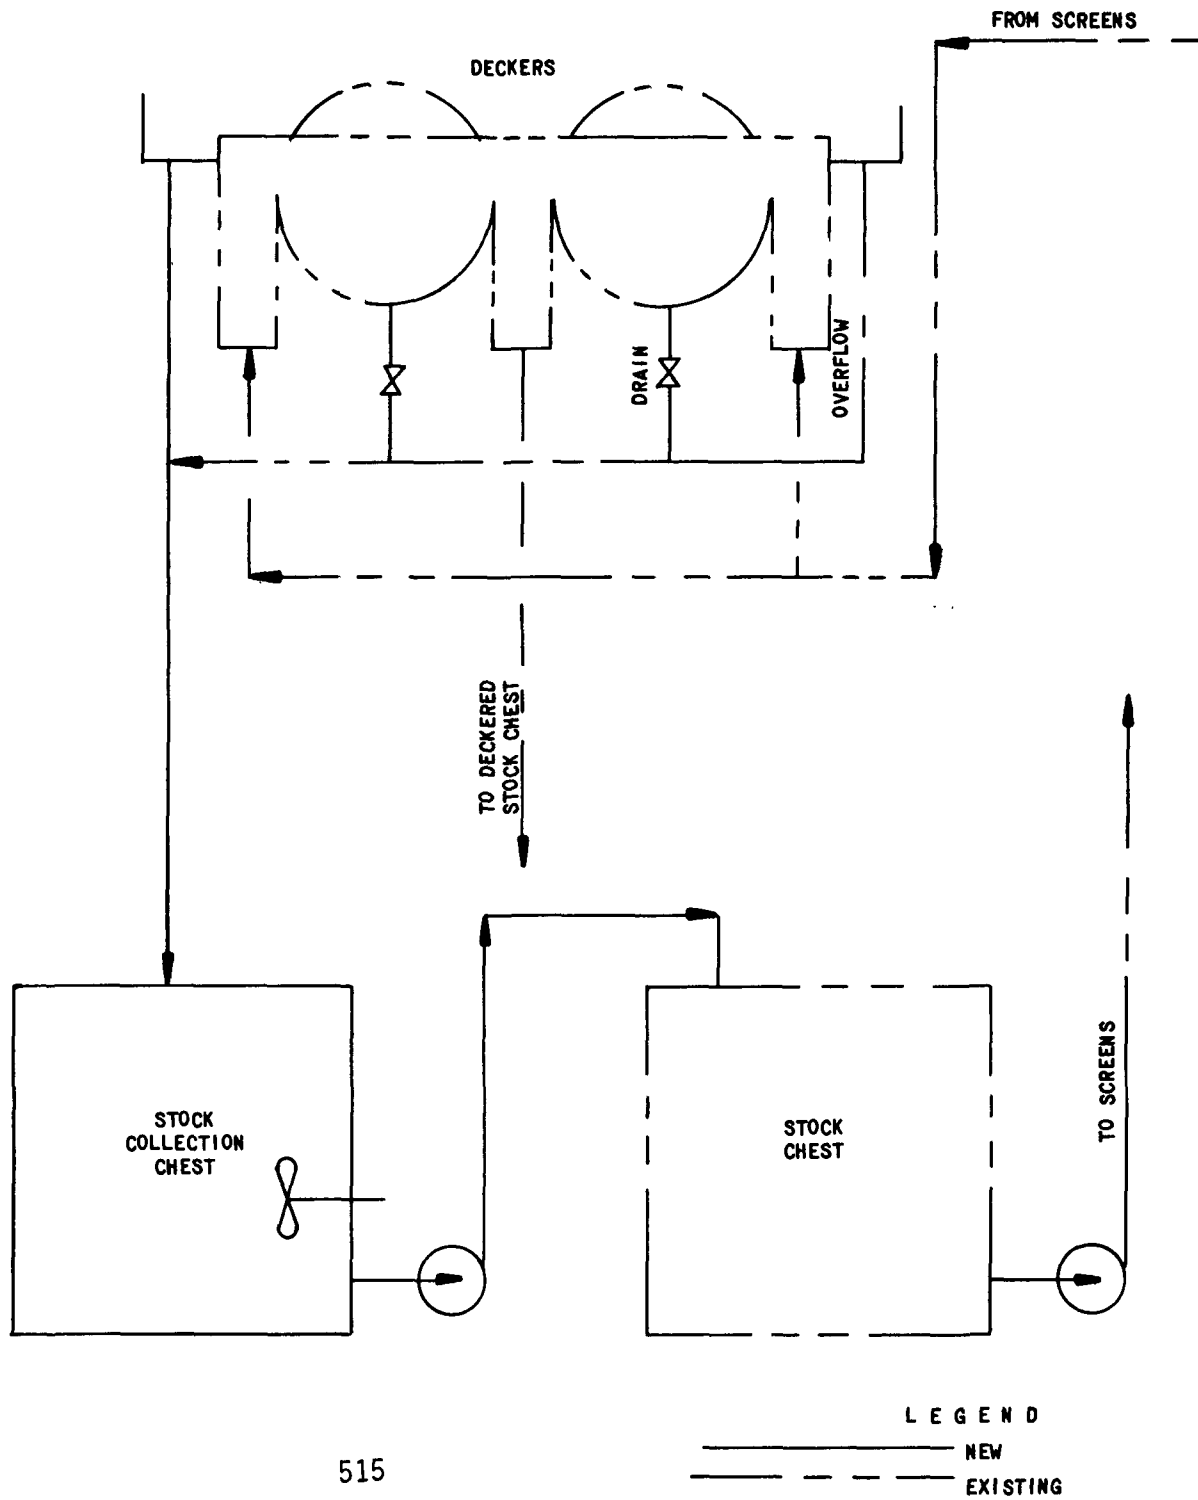 FROM SCREENS
DECKERS
DRAIN
OVERFLOW
TO DECKERED
STOCK CHEST
TO SCREENS
STOCK
COLLECTION
CHEST
STOCK
CHEST
LEGEND
NEW
EXISTING
515